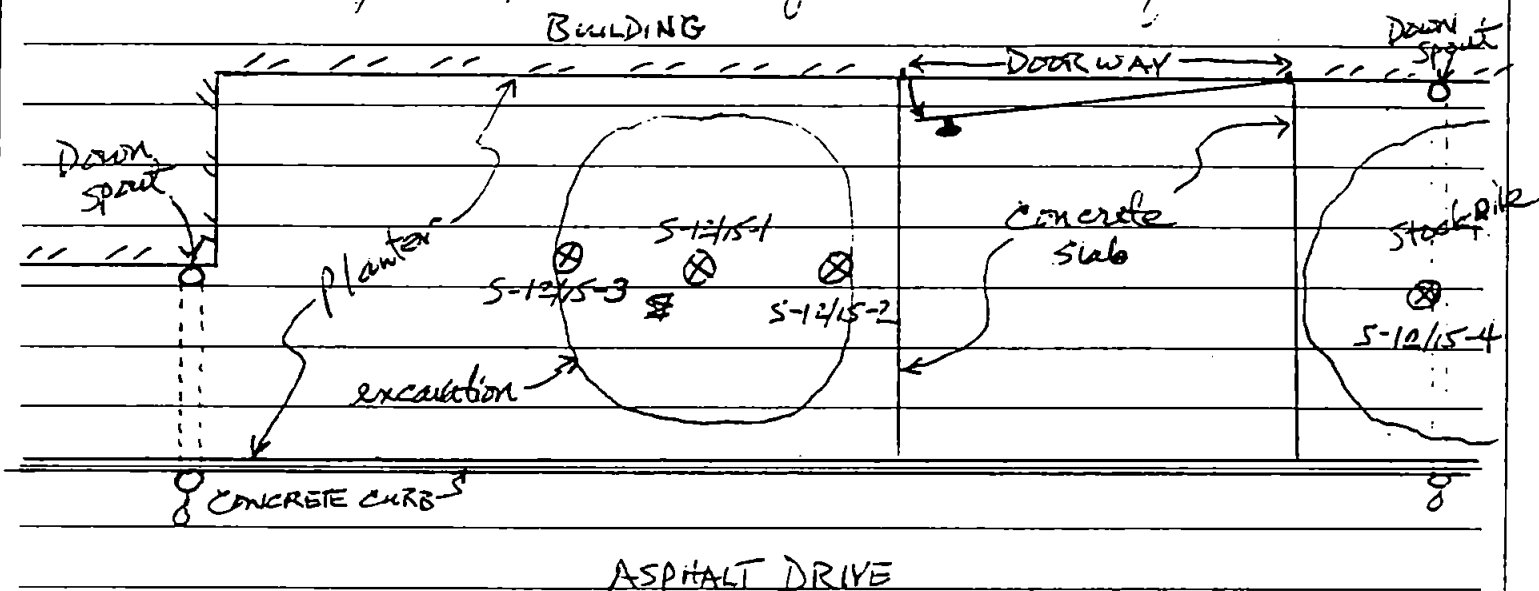 BUILDING
DOORWAY
Down
spout
Down
spout
planter
S-12/15-1
S-12/15-3
S-12/15-2
concrete
slab
stockpile
S-12/15-4
excavation
CONCRETE CURB
ASPHALT DRIVE